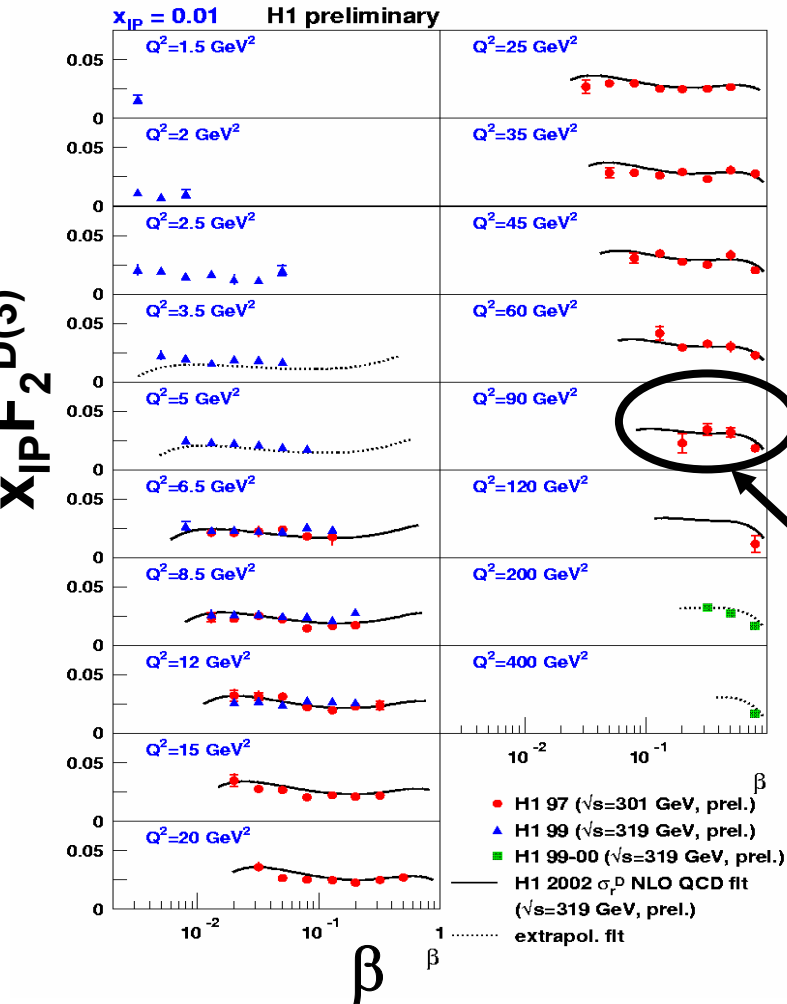 x_IP = 0.01 H1 preliminary
x_IP F_2^D(3)
Q²=1.5 GeV²
0.05
0
Q²=2 GeV²
0.05
0
Q²=2.5 GeV²
0.05
0
Q²=3.5 GeV²
0.05
0
Q²=5 GeV²
0.05
0
Q²=6.5 GeV²
0.05
0
Q²=8.5 GeV²
0.05
0
Q²=12 GeV²
0.05
0
Q²=15 GeV²
0.05
0
Q²=20 GeV²
0.05
0
10⁻² 10⁻¹ 1
β β
Q²=25 GeV²
Q²=35 GeV²
Q²=45 GeV²
Q²=60 GeV²
Q²=90 GeV²
Q²=120 GeV²
Q²=200 GeV²
Q²=400 GeV²
10⁻² 10⁻¹
β
H1 97 (√s=301 GeV, prel.)
H1 99 (√s=319 GeV, prel.)
H1 99-00 (√s=319 GeV, prel.)
H1 2002 σ_r^D NLO QCD fit
(√s=319 GeV, prel.)
extrapol. fit